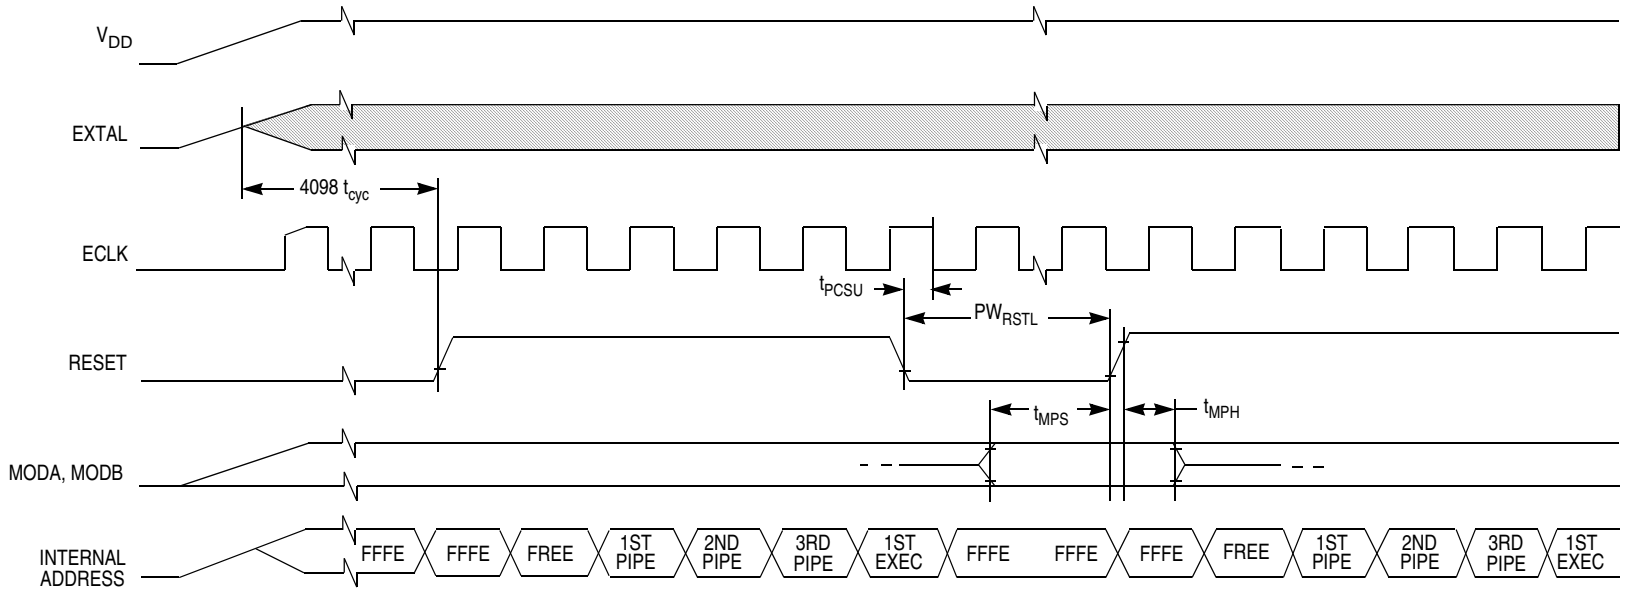 VDD
EXTAL
4098 tcyc
ECLK
tPCSU
PWRSTL
RESET
tMPS
tMPH
MODA, MODB
INTERNAL
ADDRESS
FFFE
FFFE
FREE
1ST
PIPE
2ND
PIPE
3RD
PIPE
1ST
EXEC
FFFE
FFFE
FFFE
FREE
1ST
PIPE
2ND
PIPE
3RD
PIPE
1ST
EXEC